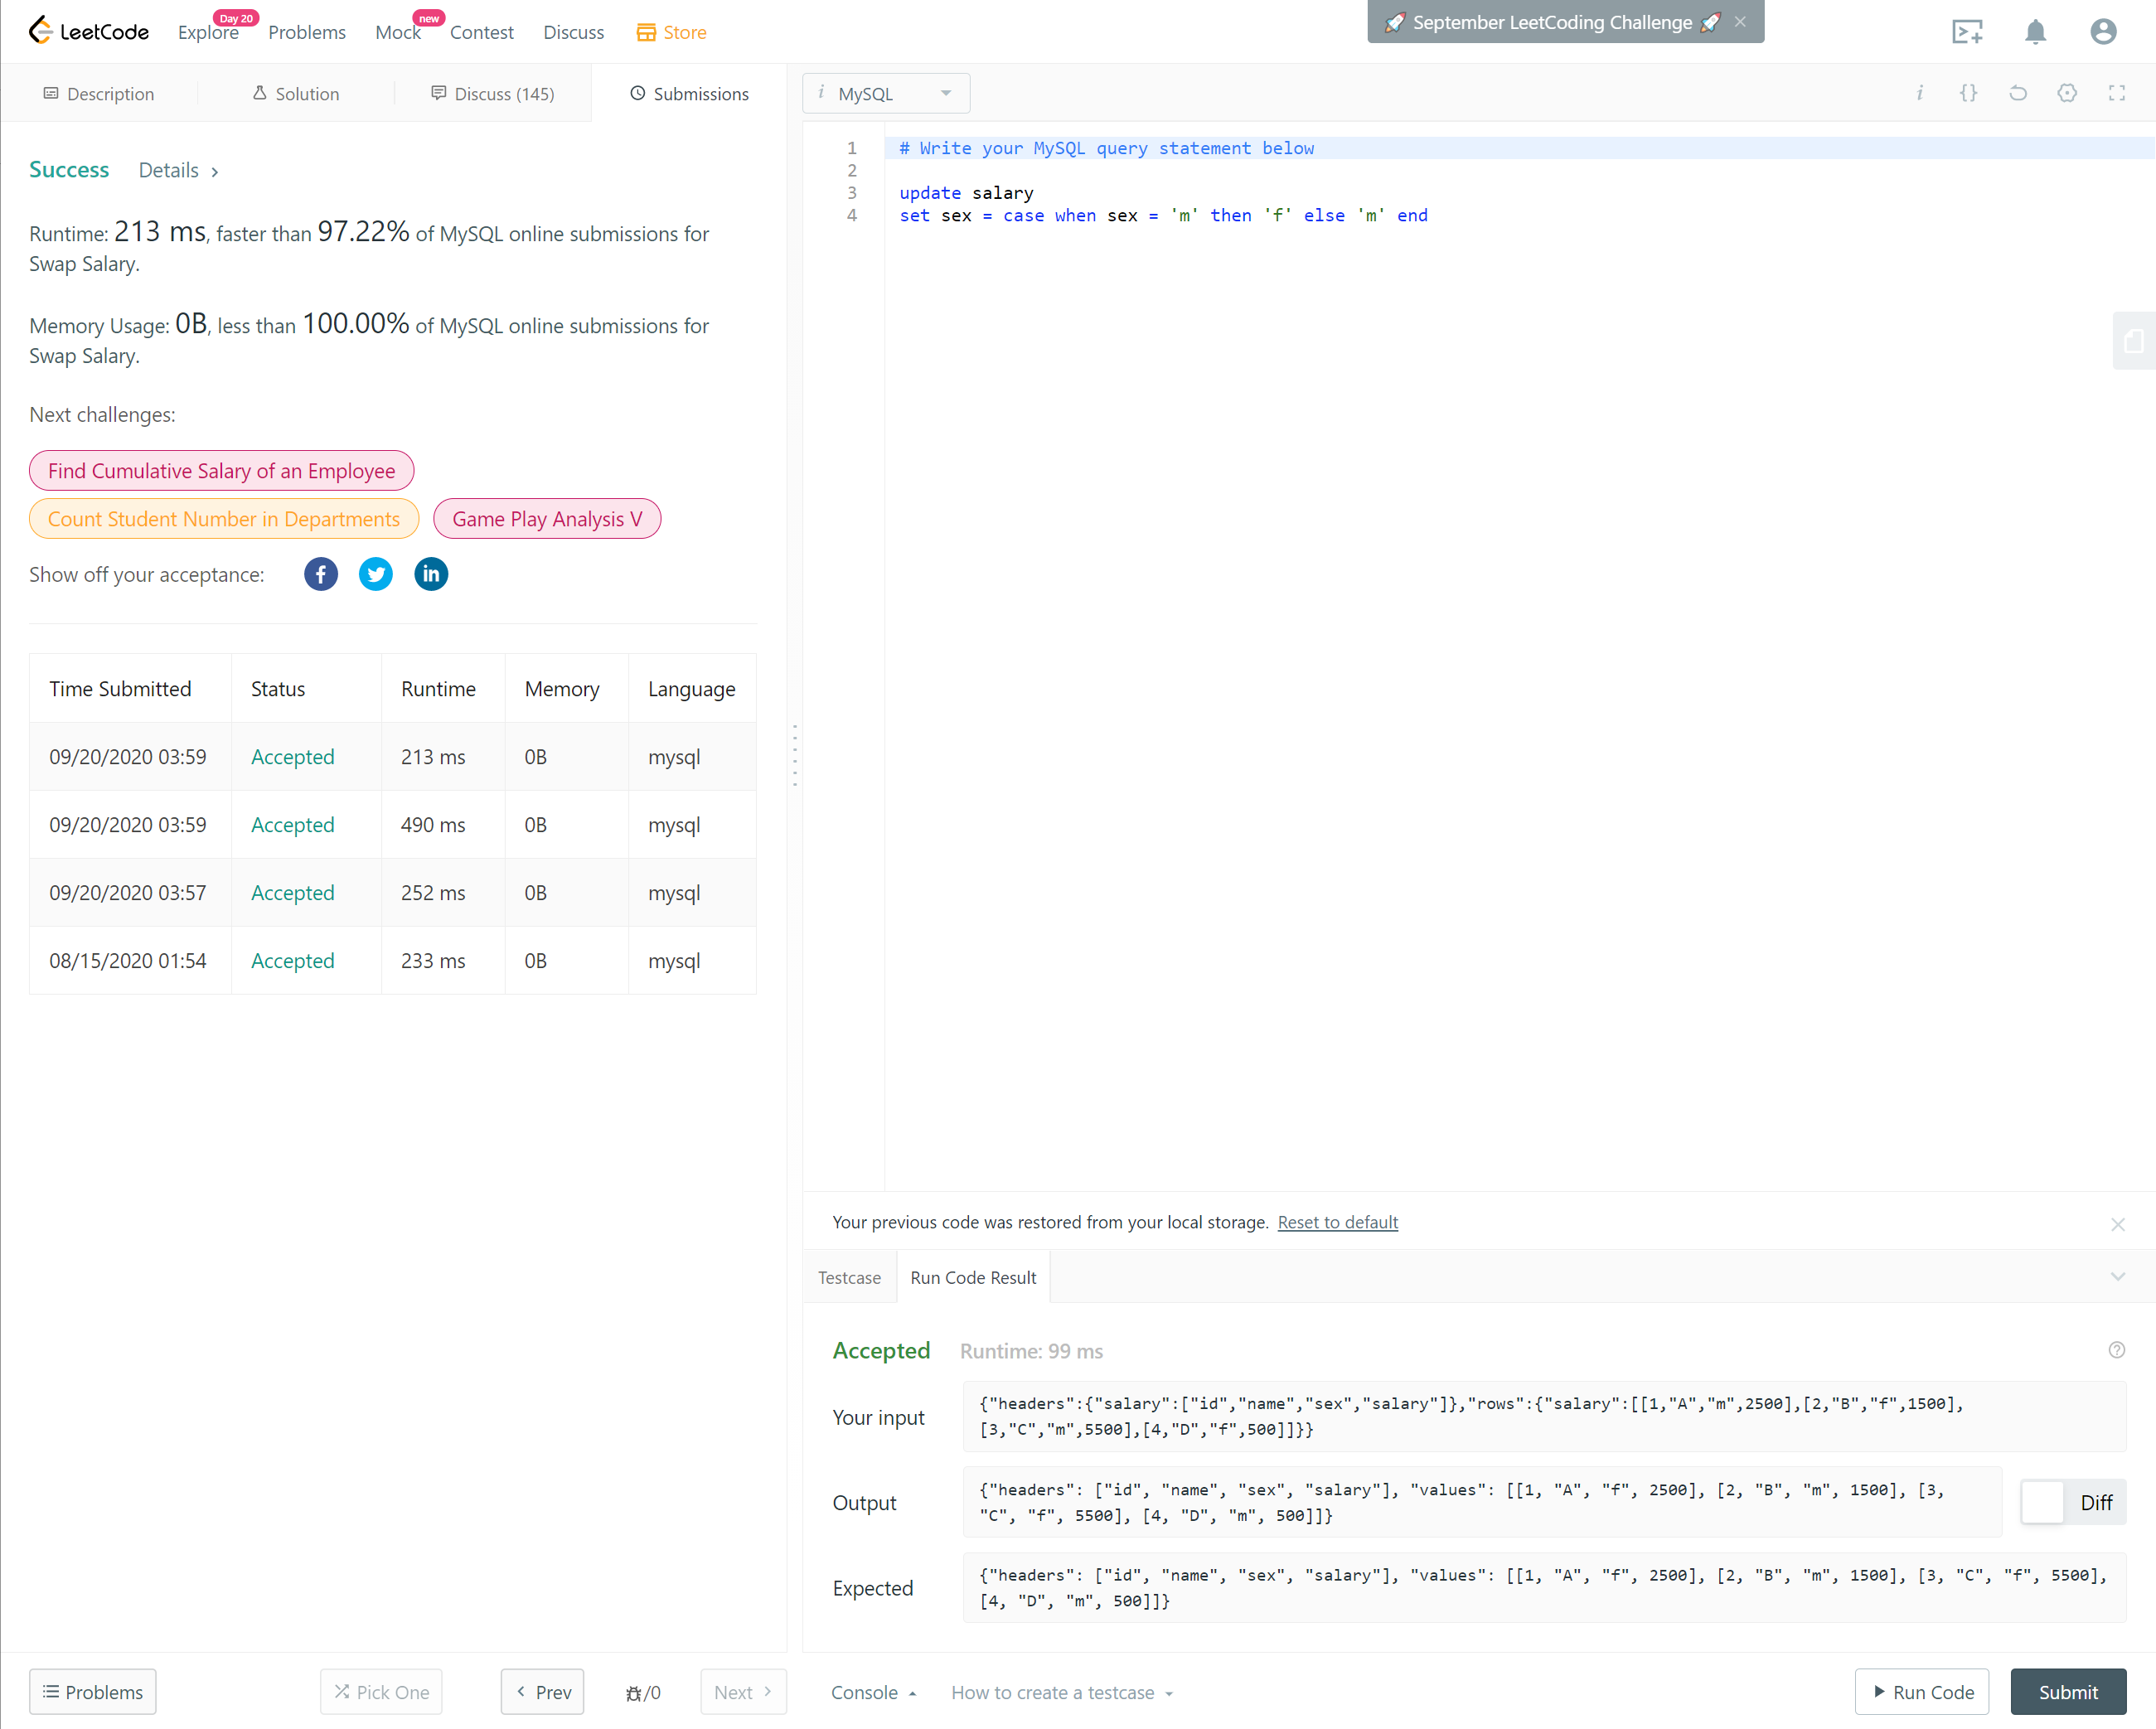 LeetCode
Explore
Day 20
Problems
Mock
new
Contest
Discuss
Store
🚀 September LeetCoding Challenge 🚀 ×
Description
Solution
Discuss (145)
Submissions
i MySQL
i {}
Success Details >
Runtime: 213 ms, faster than 97.22% of MySQL online submissions for
Swap Salary.
Memory Usage: 0B, less than 100.00% of MySQL online submissions for
Swap Salary.
Next challenges:
Find Cumulative Salary of an Employee
Count Student Number in Departments
Game Play Analysis V
Show off your acceptance:
f
in
Time Submitted Status Runtime Memory Language
09/20/2020 03:59 Accepted 213 ms 0B mysql
09/20/2020 03:59 Accepted 490 ms 0B mysql
09/20/2020 03:57 Accepted 252 ms 0B mysql
08/15/2020 01:54 Accepted 233 ms 0B mysql
1 # Write your MySQL query statement below
2
3 update salary
4 set sex = case when sex = 'm' then 'f' else 'm' end
Your previous code was restored from your local storage. Reset to default
Testcase
Run Code Result
Accepted Runtime: 99 ms
?
Your input
{"headers":{"salary":["id","name","sex","salary"]},"rows":{"salary":[[1,"A","m",2500],[2,"B","f",1500],
[3,"C","m",5500],[4,"D","f",500]]}}
Output
{"headers": ["id", "name", "sex", "salary"], "values": [[1, "A", "f", 2500], [2, "B", "m", 1500], [3,
"C", "f", 5500], [4, "D", "m", 500]]}
Diff
Expected
{"headers": ["id", "name", "sex", "salary"], "values": [[1, "A", "f", 2500], [2, "B", "m", 1500], [3, "C", "f", 5500],
[4, "D", "m", 500]]}
Problems
Pick One
< Prev
/0
Next >
Console
How to create a testcase
Run Code
Submit